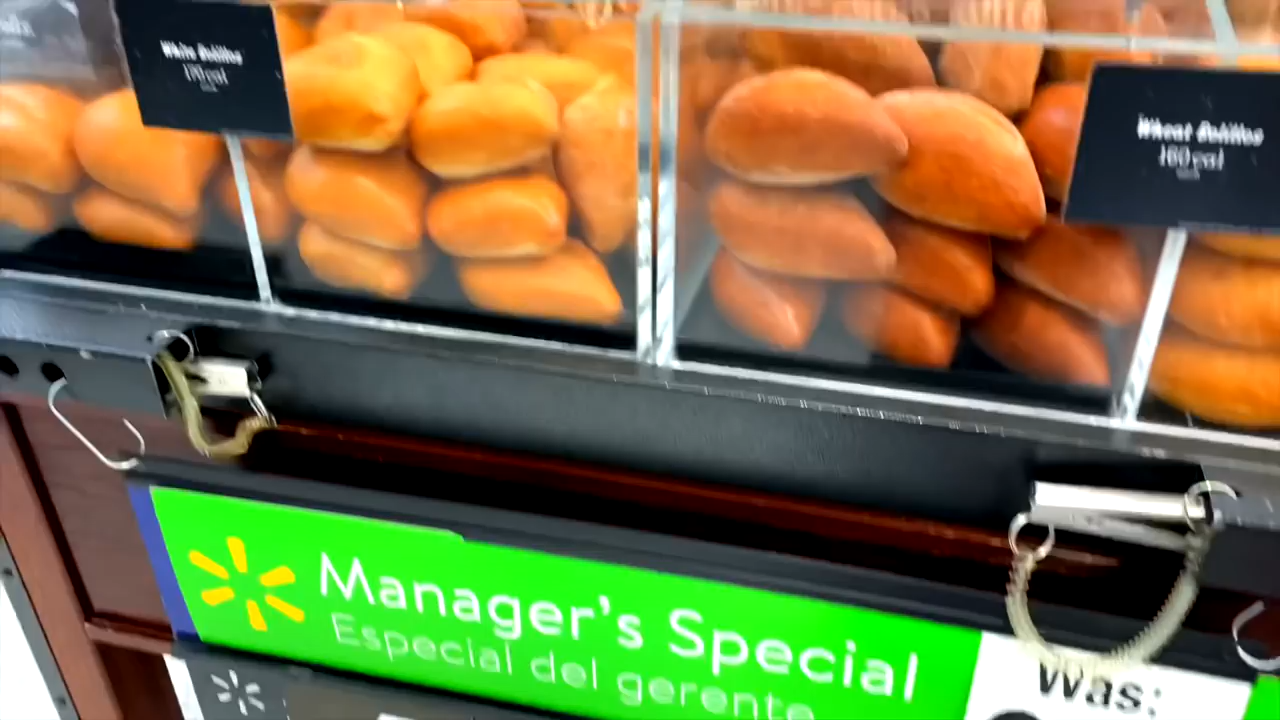 White Bolillos
Wheat Bolillos
160 cal
Manager's Special
Especial del gerente
Was: